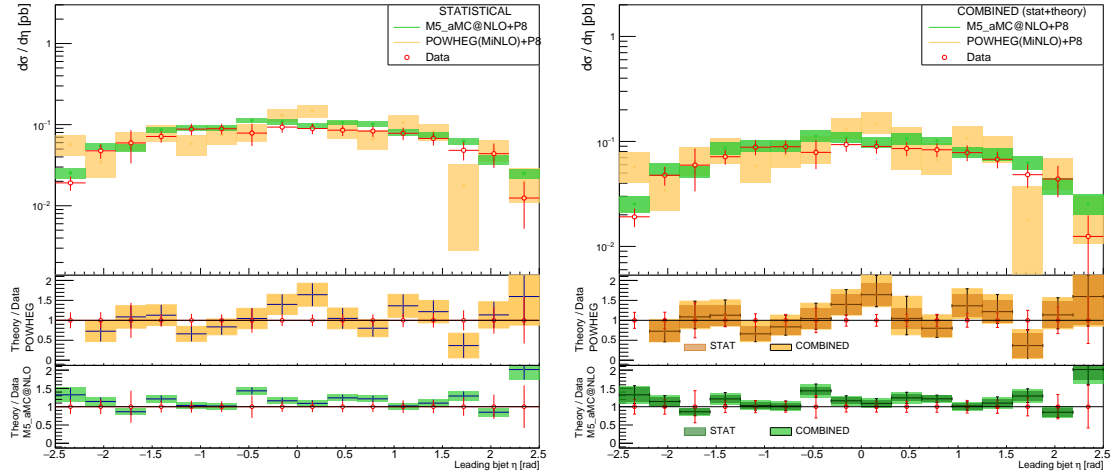 STATISTICAL
M5_aMC@NLO+P8
POWHEG(MiNLO)+P8
Data
dσ / dη [pb]
1
10⁻¹
10⁻²
Theory / Data
POWHEG
2
1.5
1
0.5
0
Theory / Data
M5_aMC@NLO
2
1.5
1
0.5
0
−2.5 −2 −1.5 −1 −0.5 0 0.5 1 1.5 2 2.5
Leading bjet η [rad]
COMBINED (stat+theory)
M5_aMC@NLO+P8
POWHEG(MiNLO)+P8
Data
dσ / dη [pb]
1
10⁻¹
10⁻²
Theory / Data
POWHEG
2
1.5
1
0.5
0
STAT COMBINED
Theory / Data
M5_aMC@NLO
2
1.5
1
0.5
0
STAT COMBINED
−2.5 −2 −1.5 −1 −0.5 0 0.5 1 1.5 2 2.5
Leading bjet η [rad]